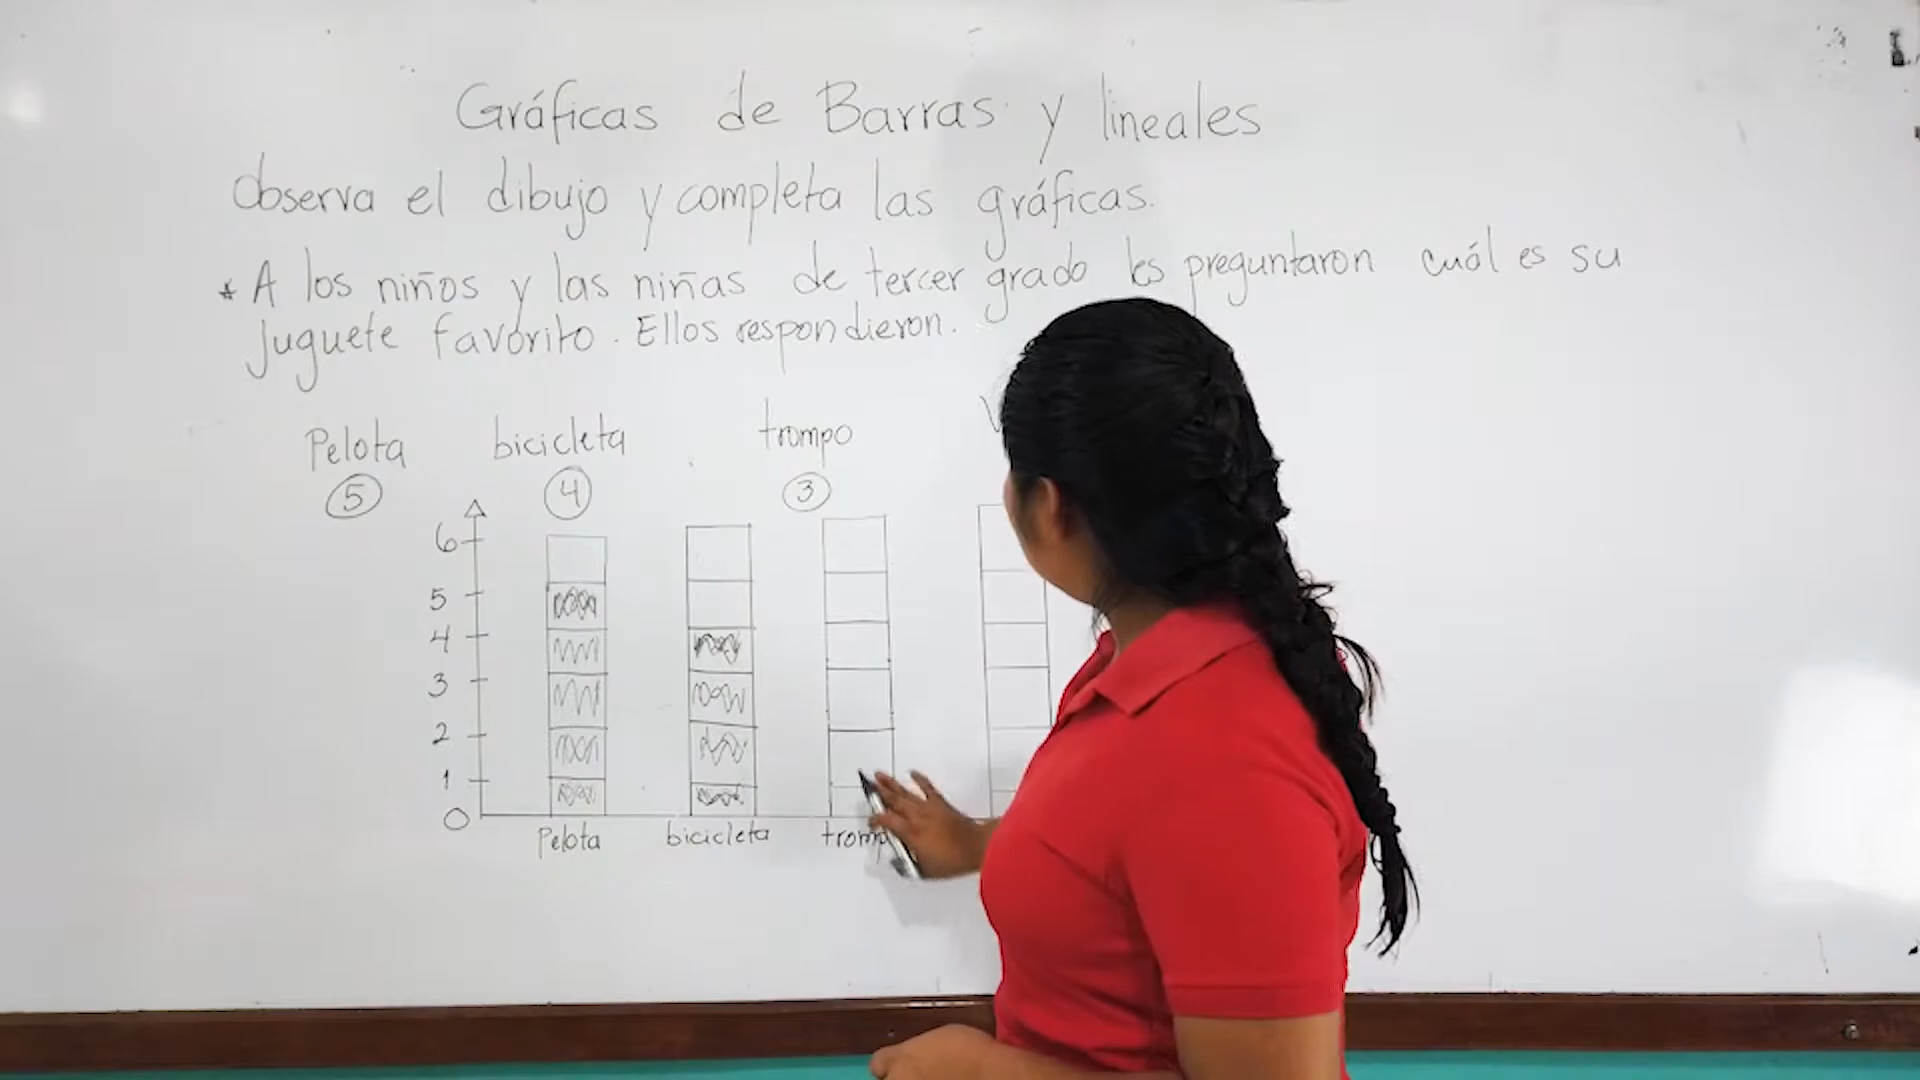 Gráficas de Barras y lineales
observa el dibujo y completa las gráficas.
* A los niños y las niñas de tercer grado les preguntaron cuál es su
juguete favorito. Ellos respondieron.
Pelota bicicleta trompo
5 4 3
6
5
4
3
2
1
0
Pelota bicicleta tromp